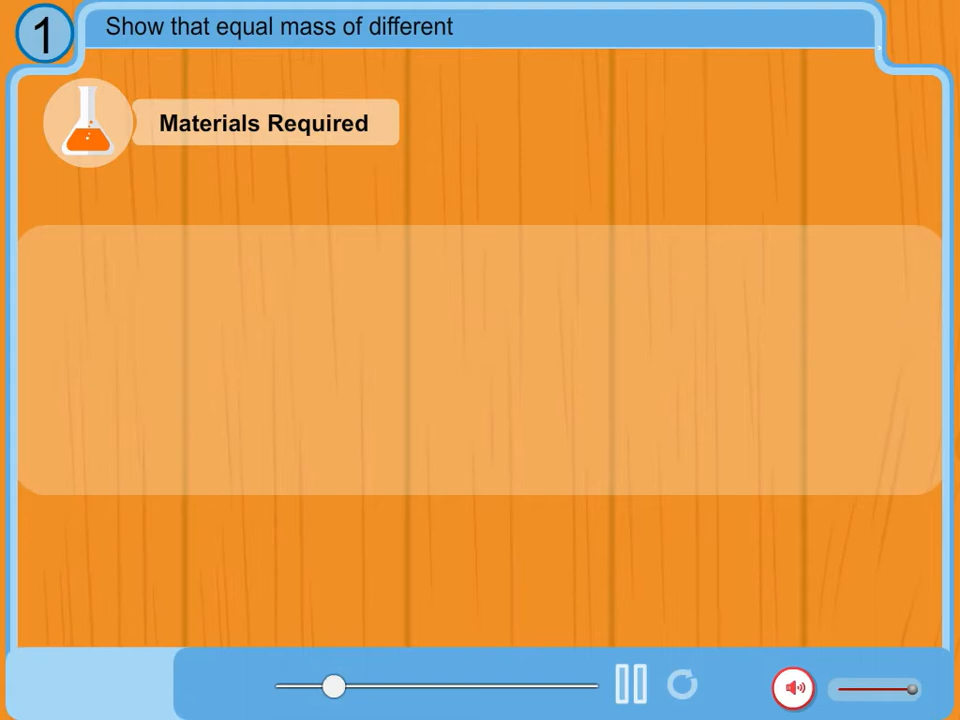 1
Show that equal mass of different
Materials Required